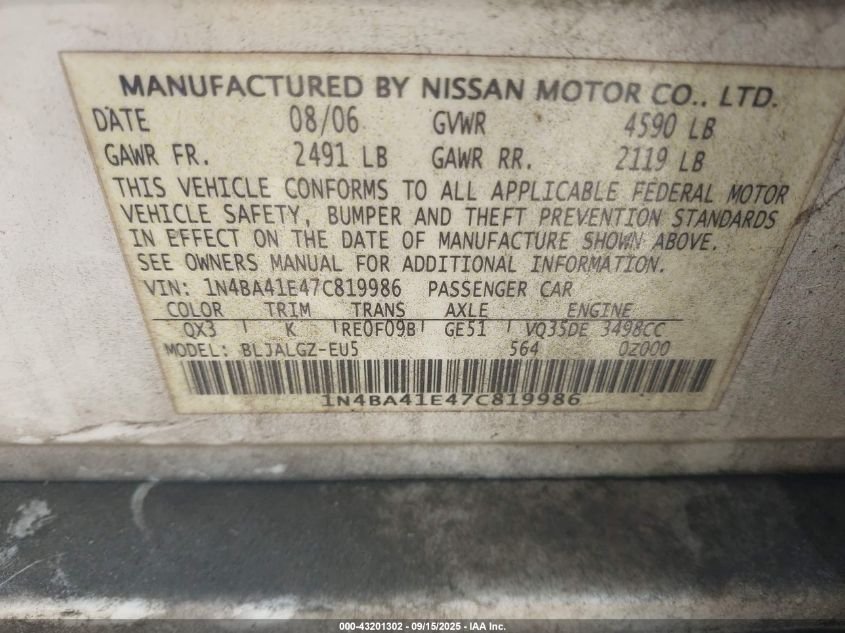 MANUFACTURED BY NISSAN MOTOR CO., LTD.
DATE 08/06 GVWR 4590 LB
GAWR FR. 2491 LB GAWR RR. 2119 LB
THIS VEHICLE CONFORMS TO ALL APPLICABLE FEDERAL MOTOR
VEHICLE SAFETY, BUMPER AND THEFT PREVENTION STANDARDS
IN EFFECT ON THE DATE OF MANUFACTURE SHOWN ABOVE.
SEE OWNERS MANUAL FOR ADDITIONAL INFORMATION.
VIN: 1N4BA41E47C819986 PASSENGER CAR
COLOR TRIM TRANS AXLE ENGINE
QX3 K RE0F09B GE51 VQ35DE 3498CC
MODEL: BLJALGZ-EU5 564 0Z000
1N4BA41E47C819986
000-43201302 - 09/15/2025 - IAA Inc.